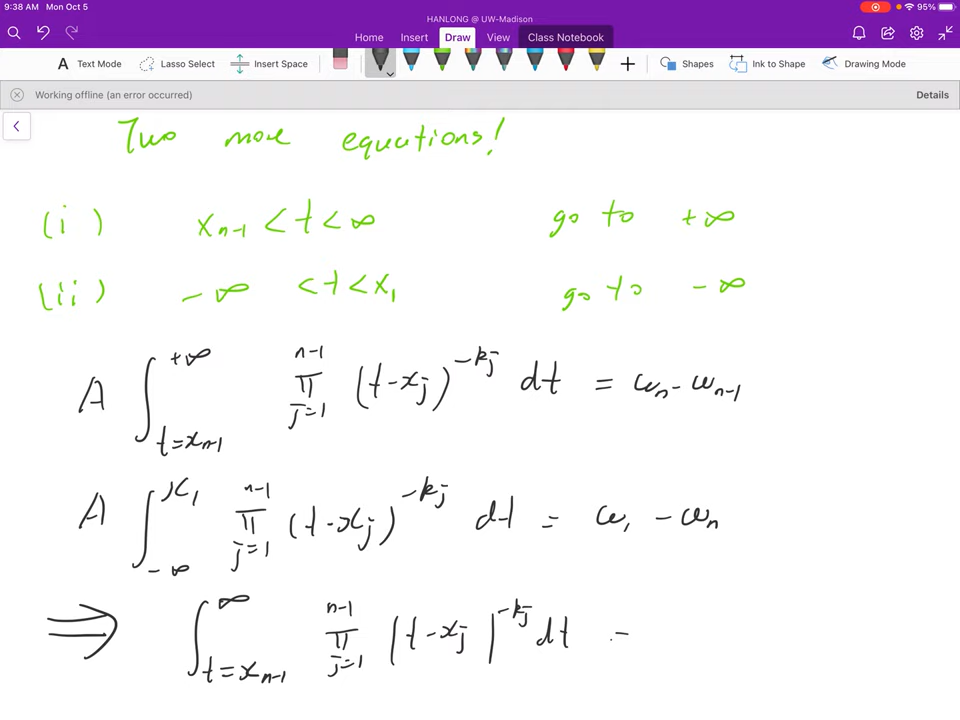 9:38 AM Mon Oct 5
95%
HANLONG @ UW-Madison
Home Insert Draw View Class Notebook
Text Mode Lasso Select Insert Space Shapes Ink to Shape Drawing Mode
Working offline (an error occurred) Details
Two more equations!
(i) x_{n-1} < t < ∞ go to +∞
(ii) -∞ < t < x_1 go to -∞
A ∫_{t=x_{n-1}}^{+∞} ∏_{j=1}^{n-1} (t-x_j)^{-k_j} dt = w_n - w_{n-1}
A ∫_{-∞}^{x_1} ∏_{j=1}^{n-1} (t-x_j)^{-k_j} dt = w_1 - w_n
⟹ ∫_{t=x_{n-1}}^{∞} ∏_{j=1}^{n-1} |t-x_j|^{-k_j} dt =